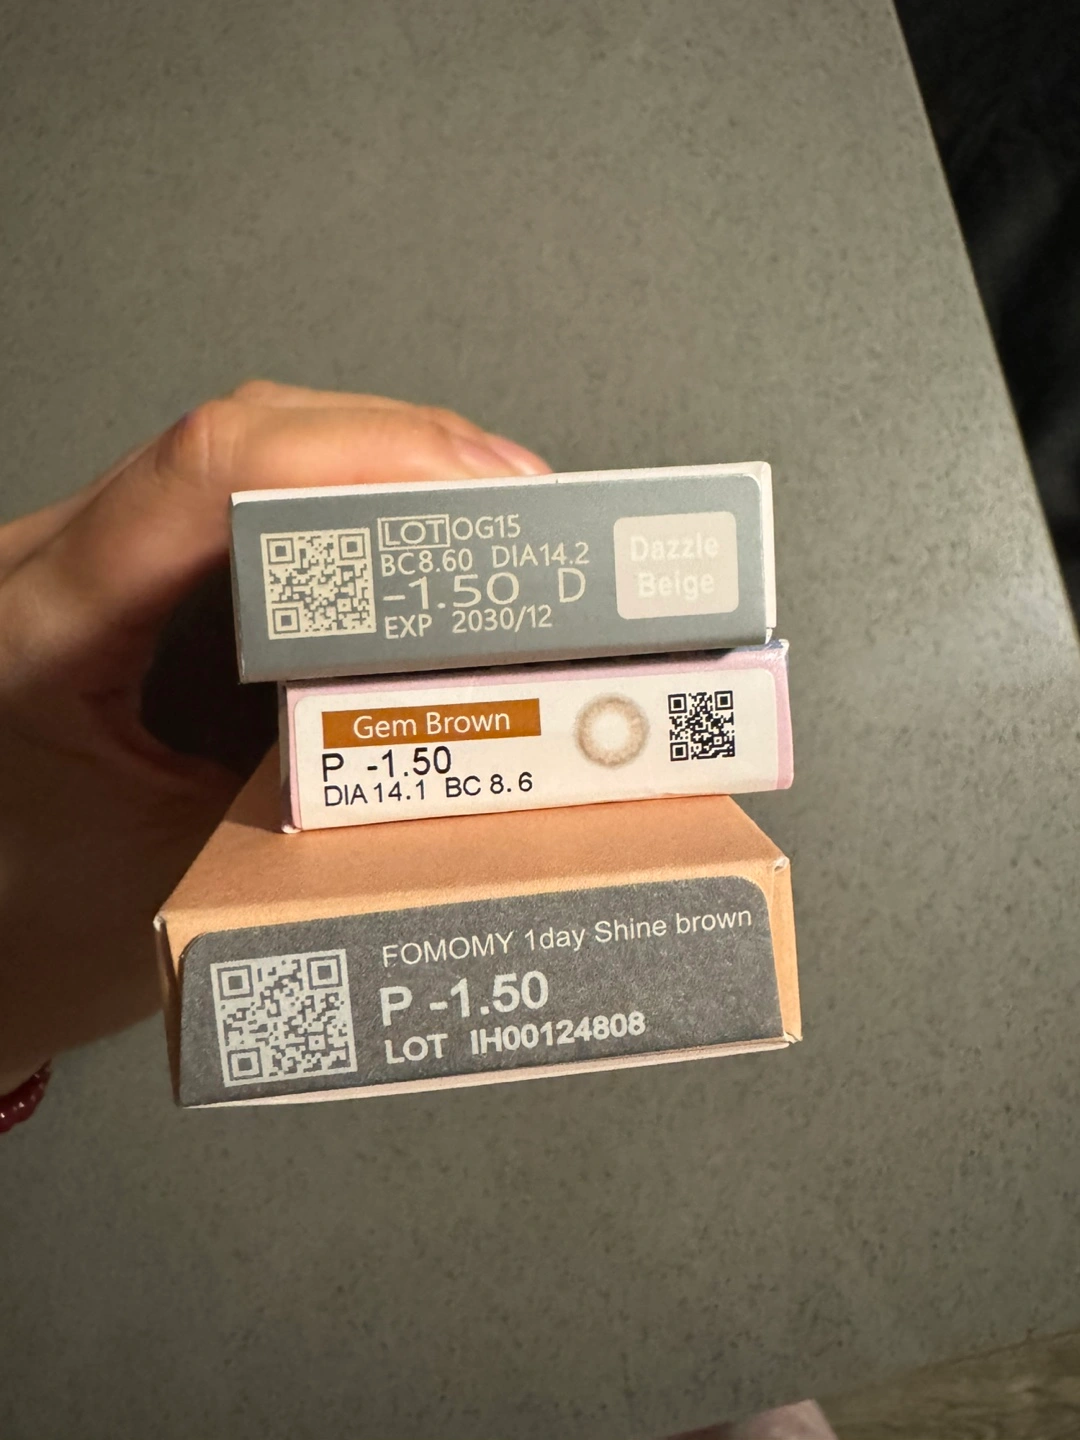 LOT OG15
BC8.60 DIA14.2
-1.50 D
EXP 2030/12
Dazzle
Beige
Gem Brown
P -1.50
DIA 14.1 BC 8.6
FOMOMY 1day Shine brown
P -1.50
LOT IH00124808